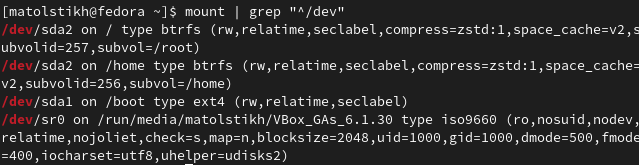 [matolstikh@fedora ~]$ mount | grep "^/dev"
/dev/sda2 on / type btrfs (rw,relatime,seclabel,compress=zstd:1,space_cache=v2,s
ubvolid=257,subvol=/root)
/dev/sda2 on /home type btrfs (rw,relatime,seclabel,compress=zstd:1,space_cache=
v2,subvolid=256,subvol=/home)
/dev/sda1 on /boot type ext4 (rw,relatime,seclabel)
/dev/sr0 on /run/media/matolstikh/VBox_GAs_6.1.30 type iso9660 (ro,nosuid,nodev,
relatime,nojoliet,check=s,map=n,blocksize=2048,uid=1000,gid=1000,dmode=500,fmode
=400,iocharset=utf8,uhelper=udisks2)